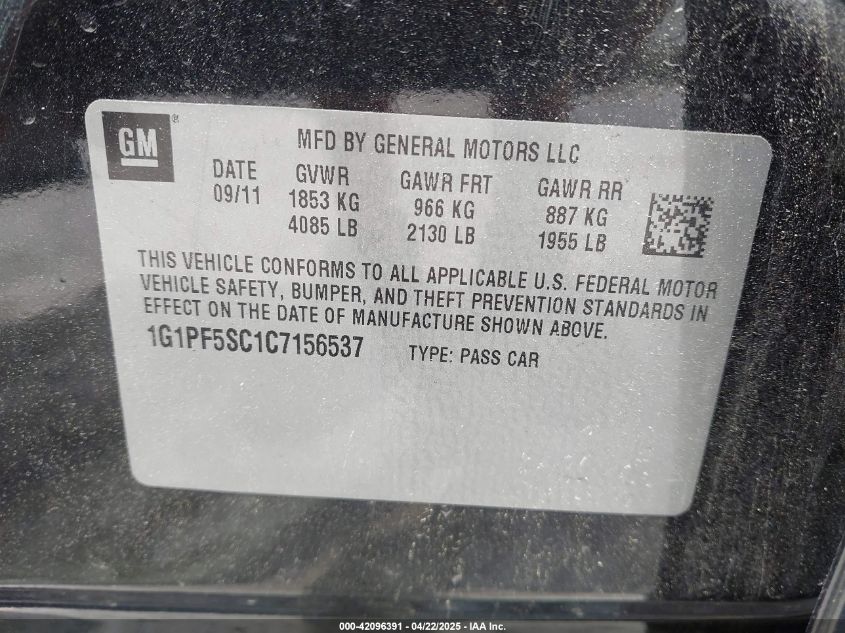 GM®
MFD BY GENERAL MOTORS LLC
DATE GVWR GAWR FRT GAWR RR
09/11 1853 KG 966 KG 887 KG
4085 LB 2130 LB 1955 LB
THIS VEHICLE CONFORMS TO ALL APPLICABLE U.S. FEDERAL MOTOR
VEHICLE SAFETY, BUMPER, AND THEFT PREVENTION STANDARDS IN
EFFECT ON THE DATE OF MANUFACTURE SHOWN ABOVE.
1G1PF5SC1C7156537 TYPE: PASS CAR
000-42096391 - 04/22/2025 - IAA Inc.